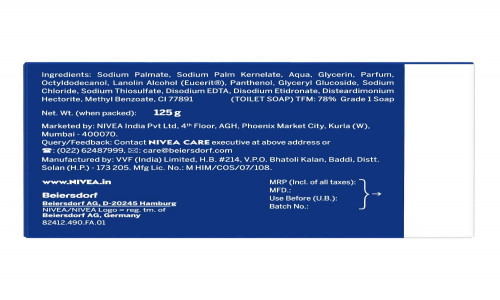 Ingredients: Sodium Palmate, Sodium Palm Kernelate, Aqua, Glycerin, Parfum,
Octyldodecanol, Lanolin Alcohol (Eucerit®), Panthenol, Glyceryl Glucoside, Sodium
Chloride, Sodium Thiosulfate, Disodium EDTA, Disodium Etidronate, Disteardimonium
Hectorite, Methyl Benzoate, CI 77891 (TOILET SOAP) TFM: 78% Grade 1 Soap
Net. Wt. (when packed): 125 g
Marketed by: NIVEA India Pvt Ltd, 4th Floor, AGH, Phoenix Market City, Kurla (W),
Mumbai - 400070.
Query/Feedback: Contact NIVEA CARE executive at above address or
☎: (022) 62487999, ✉: care@beiersdorf.com
Manufactured by: VVF (India) Limited, H.B. #214, V.P.O. Bhatoli Kalan, Baddi, Distt.
Solan (H.P.) - 173 205. Mfg Lic. No.: M HIM/COS/07/108.
www.NIVEA.in
Beiersdorf
Beiersdorf AG, D-20245 Hamburg
NIVEA/NIVEA Logo = reg. tm. of
Beiersdorf AG, Germany
82412.490.FA.01
MRP (Incl. of all taxes):
MFD.:
Use Before (U.B.):
Batch No.: